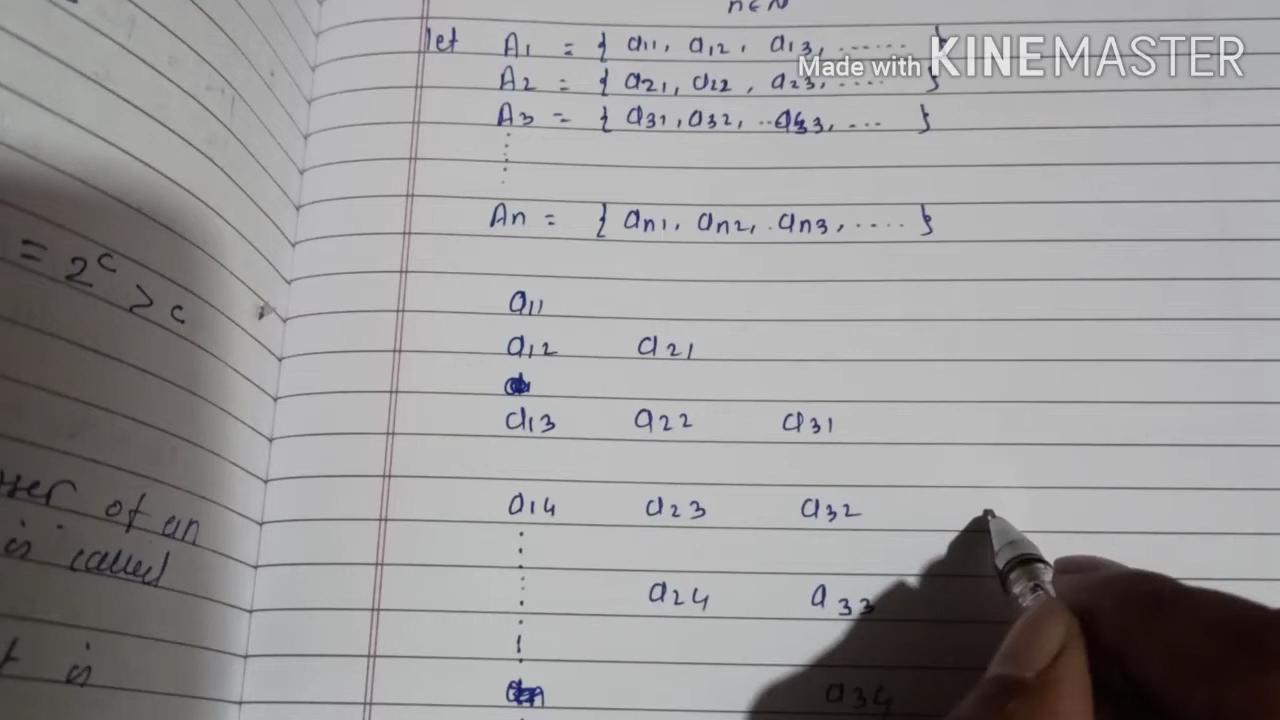 n∈N
let A1 = { a11, a12, a13, ...... }
Made with KINEMASTER
A2 = { a21, a22, a23, .... }
A3 = { a31, a32, ..a33, ... }
An = { an1, an2, .an3, .... }
= 2^c > c
a11
a12 a21
a13 a22 a31
of an
a14 a23 a32
is called
a24 a33
is
a34